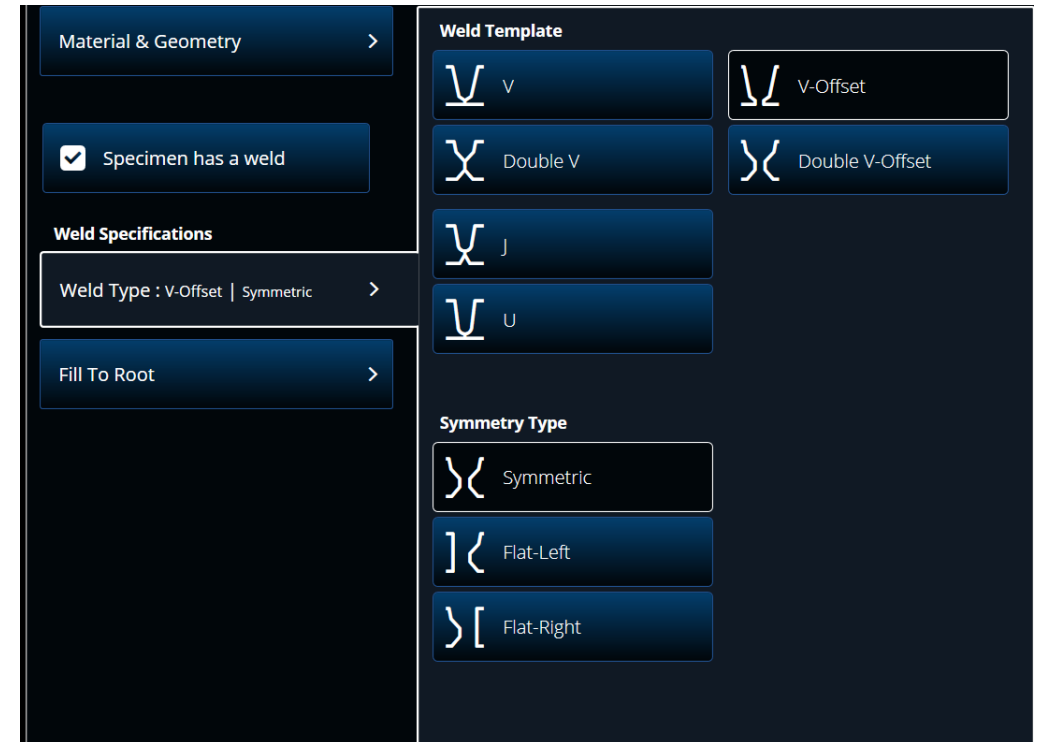 Material & Geometry
Specimen has a weld
Weld Specifications
Weld Type : V-Offset | Symmetric
Fill To Root
Weld Template
V
V-Offset
Double V
Double V-Offset
J
U
Symmetry Type
Symmetric
Flat-Left
Flat-Right